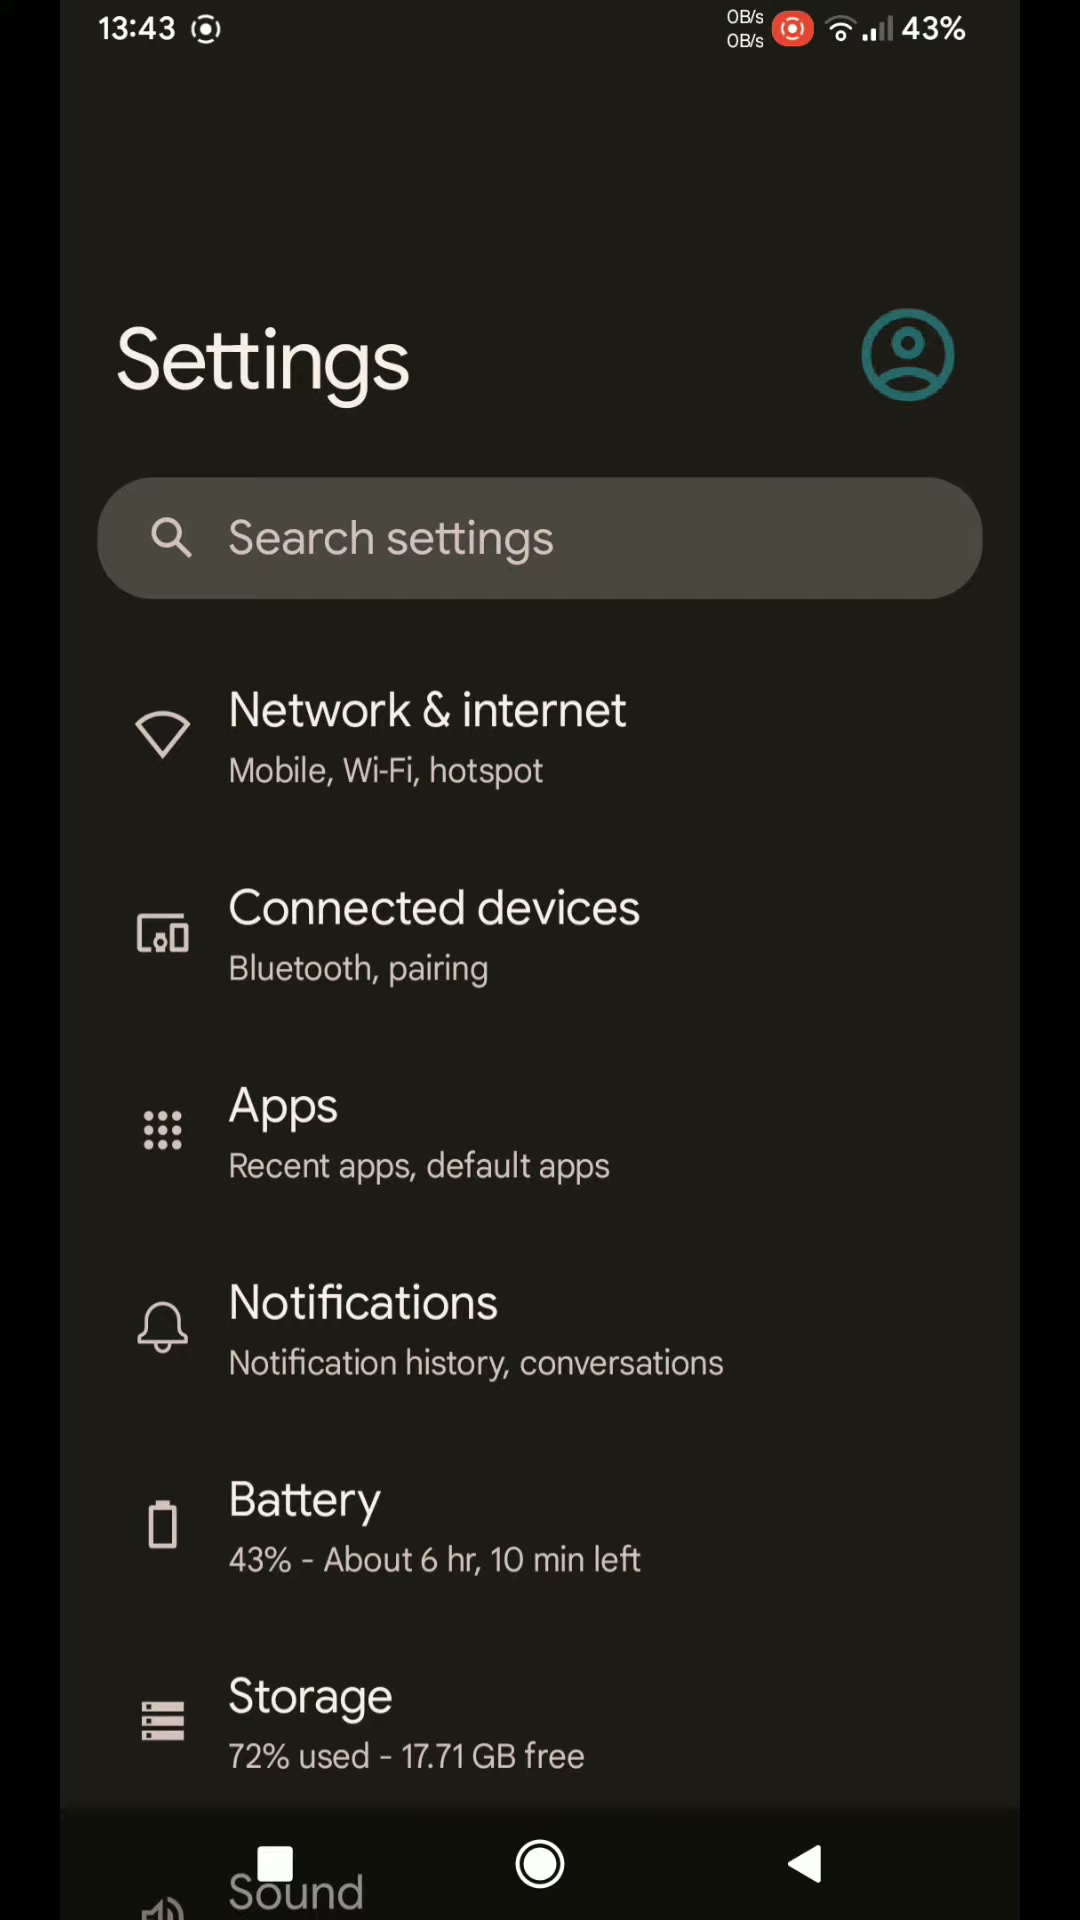 13:43
0B/s
0B/s
43%
Settings
Search settings
Network & internet
Mobile, Wi-Fi, hotspot
Connected devices
Bluetooth, pairing
Apps
Recent apps, default apps
Notifications
Notification history, conversations
Battery
43% - About 6 hr, 10 min left
Storage
72% used - 17.71 GB free
Sound